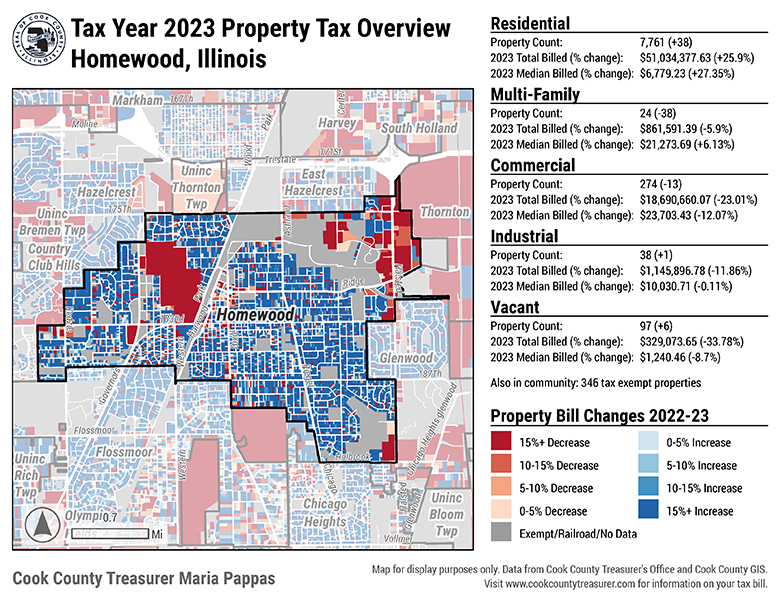 Tax Year 2023 Property Tax Overview
Homewood, Illinois
Residential
Property Count: 7,761 (+38)
2023 Total Billed (% change): $51,034,377.63 (+25.9%)
2023 Median Billed (% change): $6,779.23 (+27.35%)
Multi-Family
Property Count: 24 (-38)
2023 Total Billed (% change): $861,591.39 (-5.9%)
2023 Median Billed (% change): $21,273.69 (+6.13%)
Commercial
Property Count: 274 (-13)
2023 Total Billed (% change): $18,690,660.07 (-23.01%)
2023 Median Billed (% change): $23,703.43 (-12.07%)
Industrial
Property Count: 38 (+1)
2023 Total Billed (% change): $1,145,896.78 (-11.86%)
2023 Median Billed (% change): $10,030.71 (-0.11%)
Vacant
Property Count: 97 (+6)
2023 Total Billed (% change): $329,073.65 (-33.78%)
2023 Median Billed (% change): $1,240.46 (-8.7%)
Also in community: 346 tax exempt properties
Property Bill Changes 2022-23
15%+ Decrease
0-5% Increase
10-15% Decrease
5-10% Increase
5-10% Decrease
10-15% Increase
0-5% Decrease
15%+ Increase
Exempt/Railroad/No Data
Markham
167th
Moline
Park
Wood
Center
Harvey
South Holland
171st
Tri-state
Uninc
Thornton
Twp
East
Hazelcrest
Hazelcrest
175th
Ashland
Uninc
Bremen Twp
Thornton
Country
Club Hills
Ridge
Park
Homewood
Glenwood
187th
Governors
Chicago Heights glenwood
Flossmoor
Flossmoor
Holbrook
Western
Uninc
Rich
Twp
Chicago
Halsted
Glenwood
Chicago
Heights
Uninc
Bloom
Twp
Olympi
0.7
Mi
Vollmer
Cook County Treasurer Maria Pappas
Map for display purposes only. Data from Cook County Treasurer's Office and Cook County GIS.
Visit www.cookcountytreasurer.com for information on your tax bill.